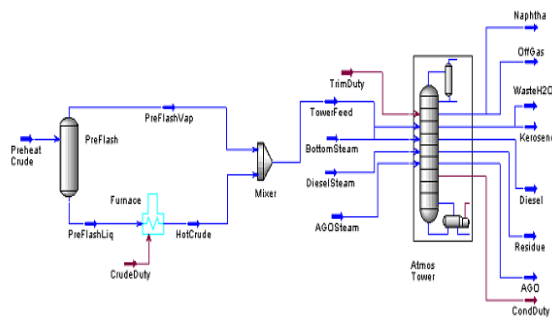 Naphtha
OffGas
TrimDuty
WasteH2O
PreFlashVap
TowerFeed
Kerosene
Preheat
Crude
PreFlash
BottomSteam
Mixer
DieselSteam
Furnace
Diesel
PreFlashLiq
HotCrude
AGOSteam
Residue
CrudeDuty
Atmos
Tower
AGO
CondDuty